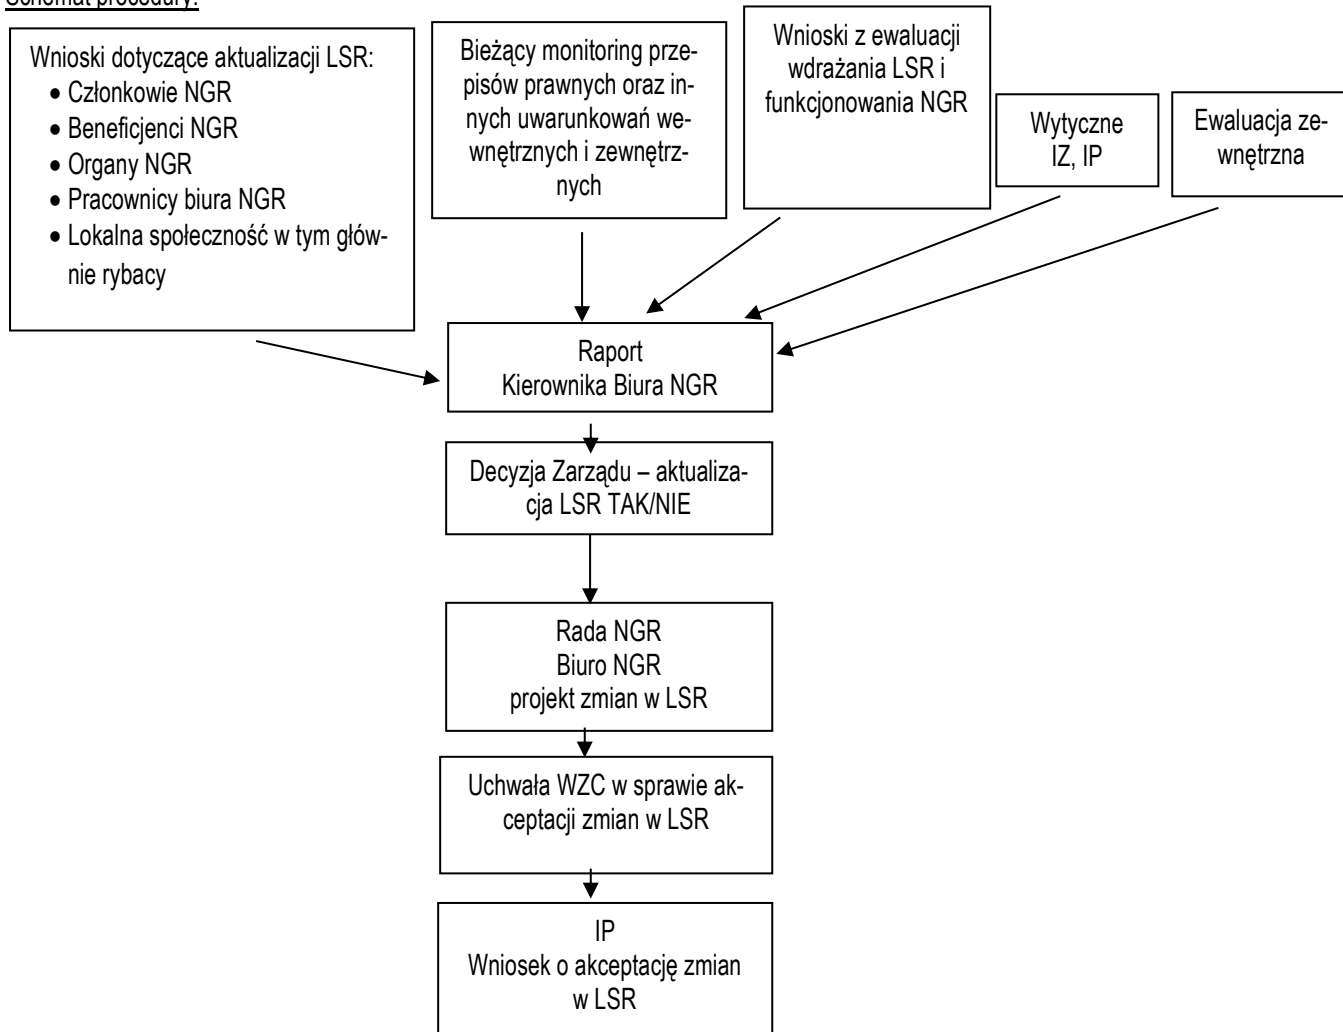 Schemat procedury:
Wnioski dotyczące aktualizacji LSR:
• Członkowie NGR
• Beneficjenci NGR
• Organy NGR
• Pracownicy biura NGR
• Lokalna społeczność w tym głów-
nie rybacy
Bieżący monitoring prze-
pisów prawnych oraz in-
nych uwarunkowań we-
wnętrznych i zewnętrz-
nych
Wnioski z ewaluacji
wdrażania LSR i
funkcjonowania NGR
Wytyczne
IZ, IP
Ewaluacja ze-
wnętrzna
Raport
Kierownika Biura NGR
Decyzja Zarządu – aktualiza-
cja LSR TAK/NIE
Rada NGR
Biuro NGR
projekt zmian w LSR
Uchwała WZC w sprawie ak-
ceptacji zmian w LSR
IP
Wniosek o akceptację zmian
w LSR